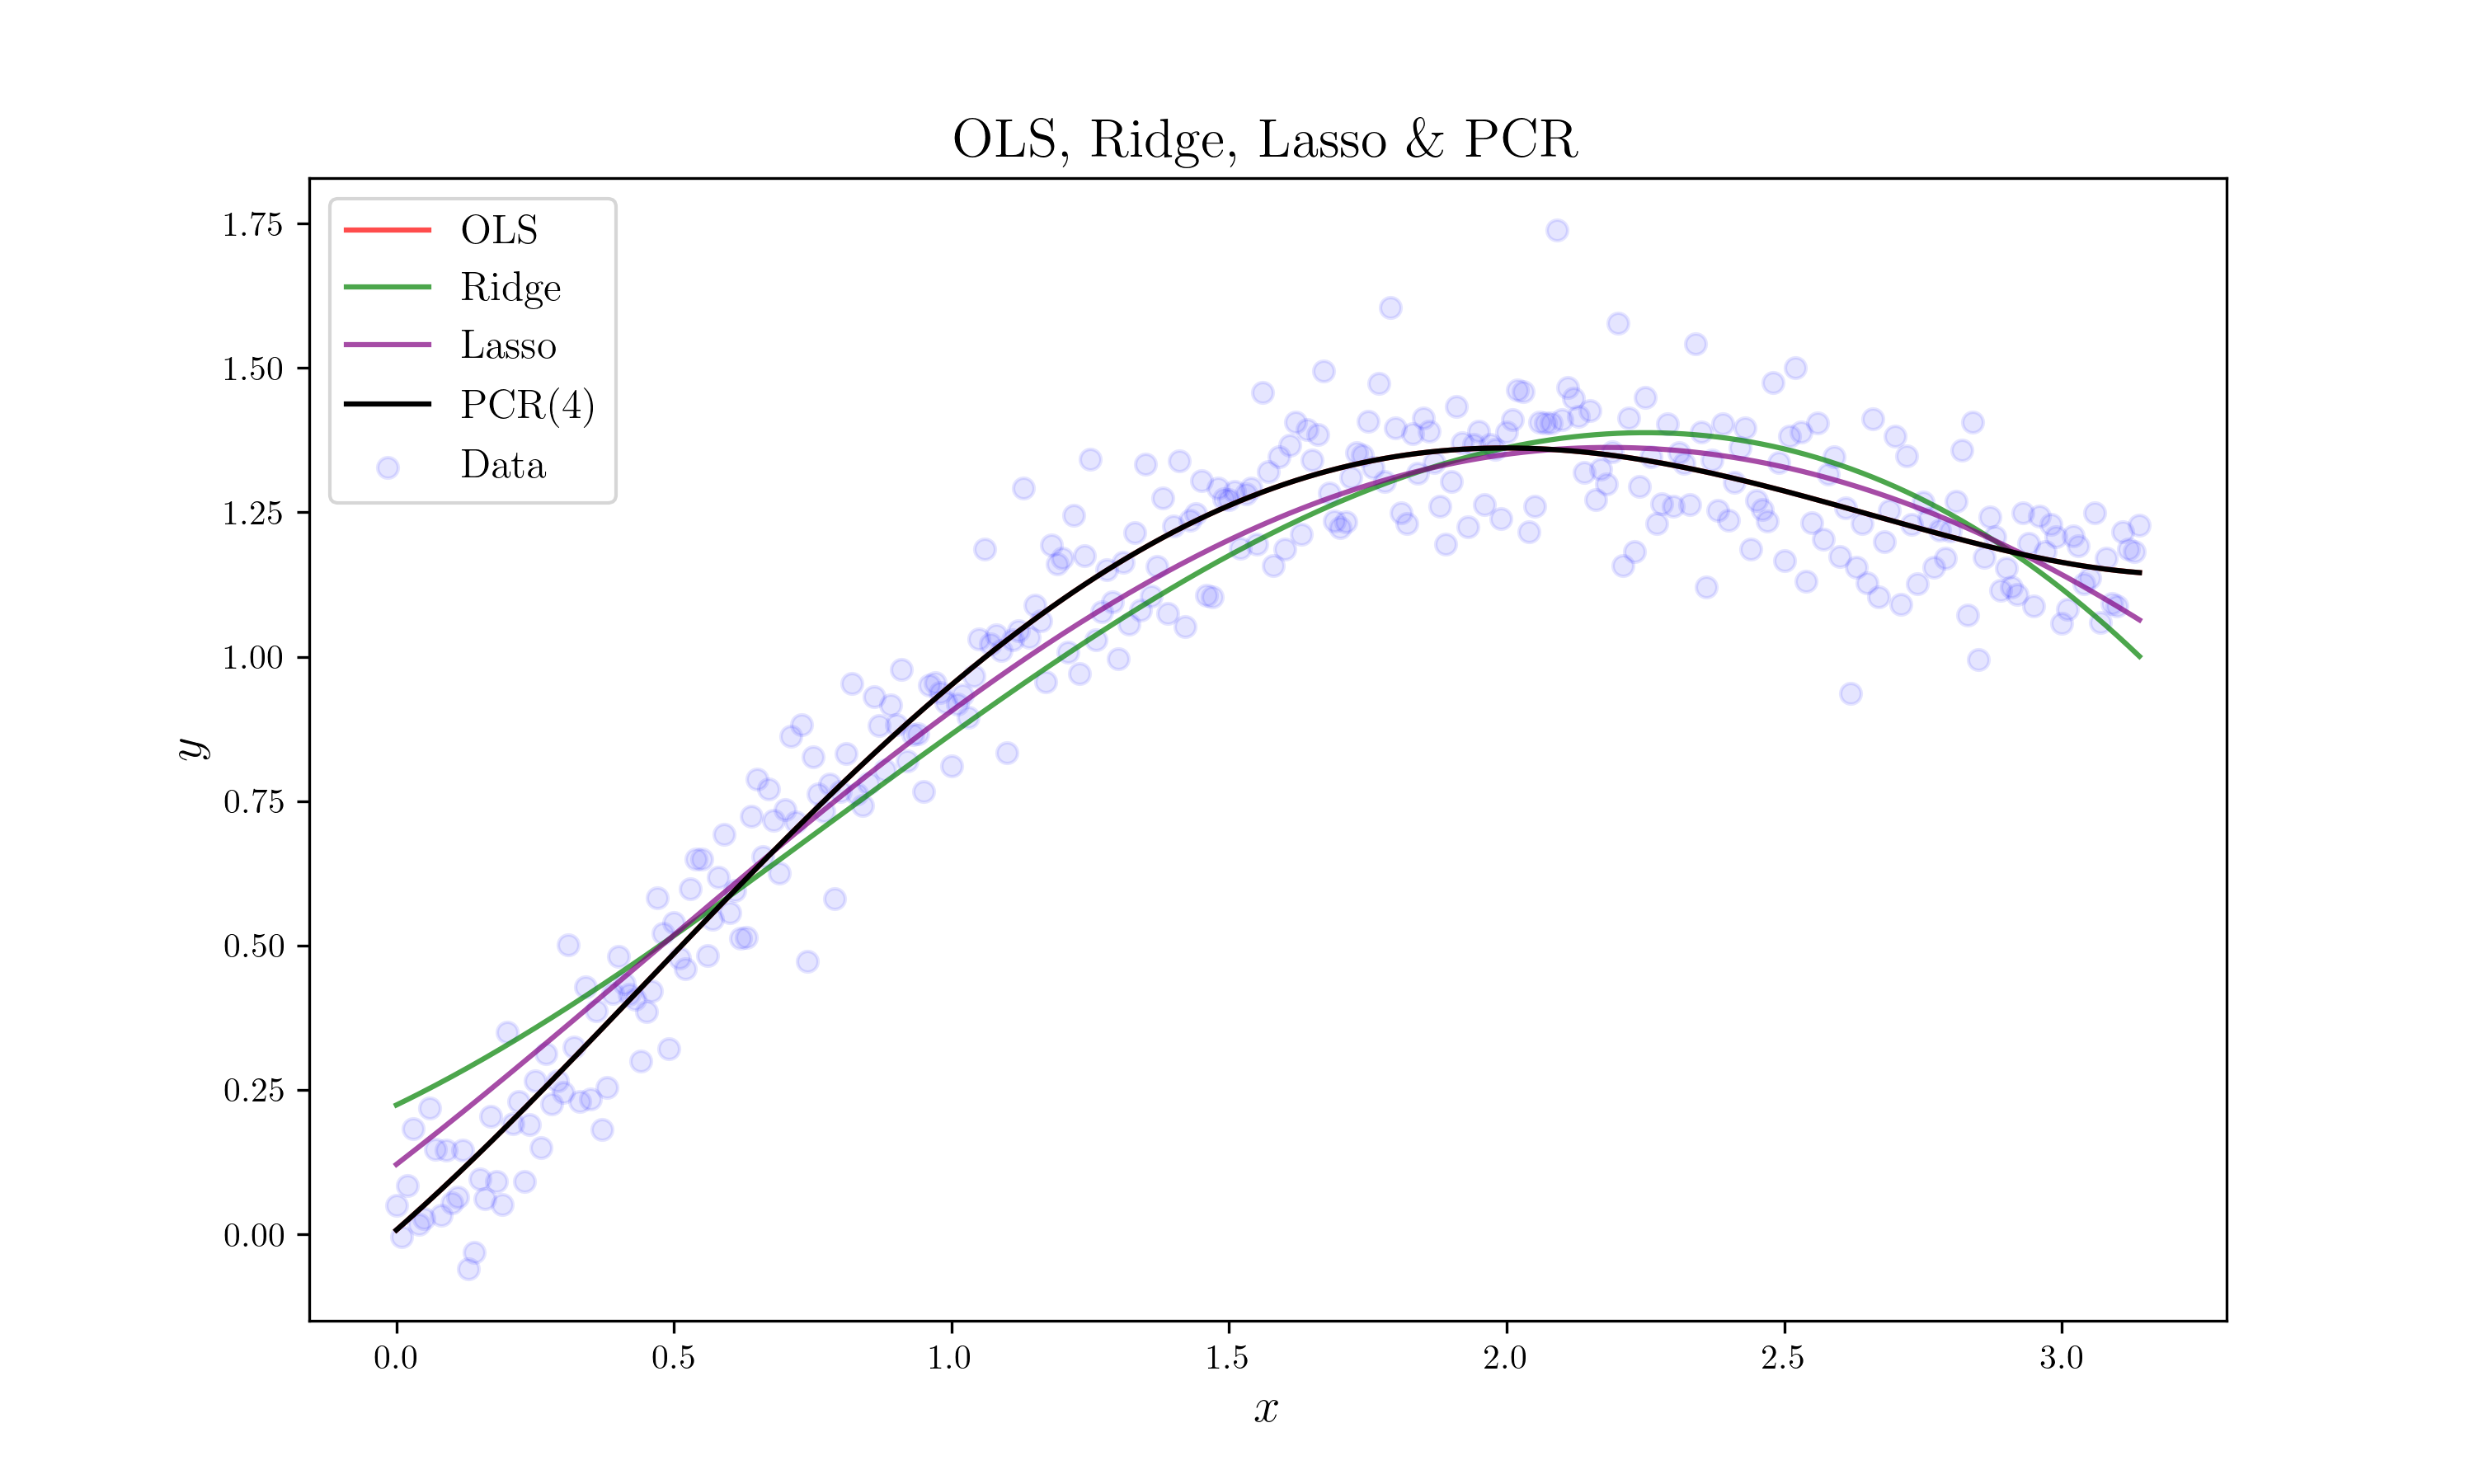 OLS, Ridge, Lasso & PCR
OLS
Ridge
Lasso
PCR(4)
Data
1.75
1.50
1.25
1.00
0.75
0.50
0.25
0.00
y
0.0 0.5 1.0 1.5 2.0 2.5 3.0
x